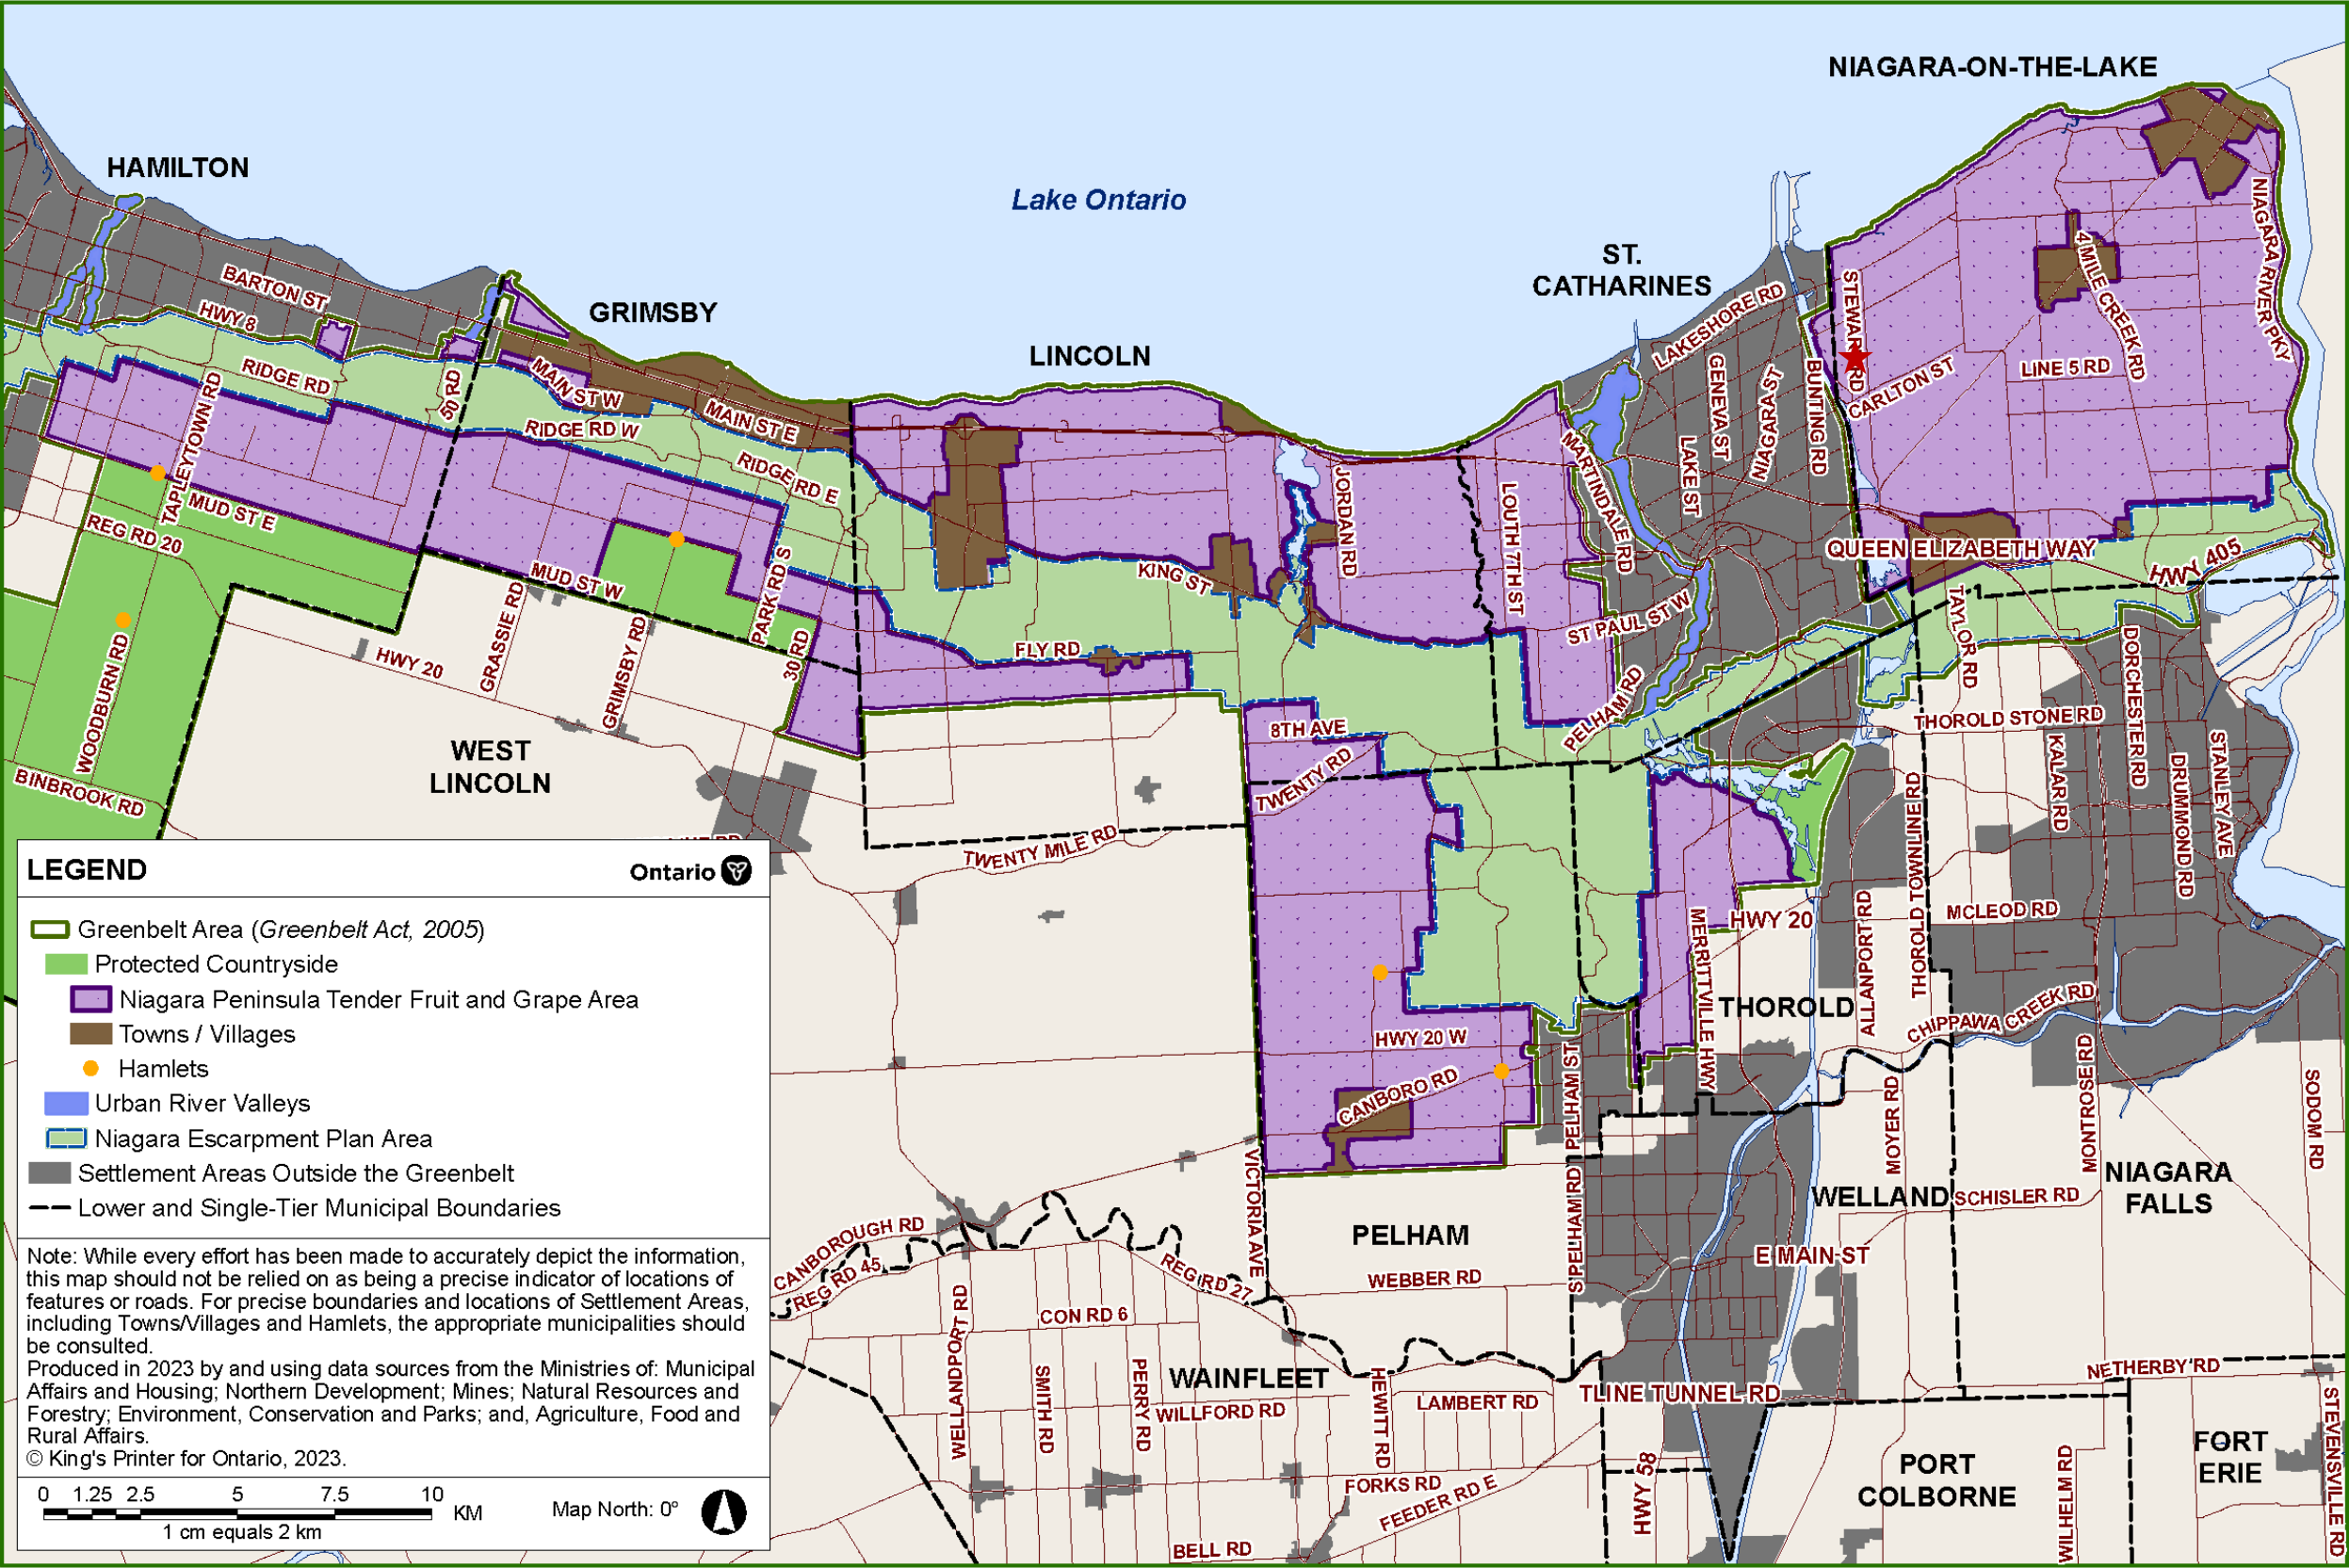 NIAGARA-ON-THE-LAKE
HAMILTON
Lake Ontario
ST.
CATHARINES
GRIMSBY
LINCOLN
BARTON ST
HWY 8
RIDGE RD
50 RD
MAIN ST W
MAIN ST E
RIDGE RD W
RIDGE RD E
TAPLEYTOWN RD
MUD ST E
REG RD 20
MUD ST W
PARK RD S
GRASSIE RD
GRIMSBY RD
30 RD
HWY 20
WOODBURN RD
BINBROOK RD
WEST
LINCOLN
FLY RD
KING ST
JORDAN RD
LOUTH 7TH ST
MARTINDALE RD
ST PAUL ST W
PELHAM RD
LAKESHORE RD
GENEVA ST
LAKE ST
NIAGARA ST
BUNTING RD
STEWART RD
CARLTON ST
LINE 5 RD
4 MILE CREEK RD
NIAGARA RIVER PKY
QUEEN ELIZABETH WAY
HWY 405
TAYLOR RD
8TH AVE
TWENTY RD
TWENTY MILE RD
THOROLD STONE RD
DORCHESTER RD
KALAR RD
DRUMMOND RD
STANLEY AVE
MCLEOD RD
THOROLD TOWNLINE RD
ALLANPORT RD
HWY 20
MERRITTVILLE HWY
THOROLD
CHIPPAWA CREEK RD
HWY 20 W
CANBORO RD
PELHAM ST
S PELHAM RD
VICTORIA AVE
MOYER RD
MONTROSE RD
SODOM RD
NIAGARA
FALLS
WELLAND
SCHISLER RD
E MAIN ST
PELHAM
WEBBER RD
CANBOROUGH RD
REG RD 45
REG RD 27
CON RD 6
WELLANDPORT RD
SMITH RD
PERRY RD
WAINFLEET
WILLFORD RD
HEWITT RD
LAMBERT RD
TLINE TUNNEL RD
NETHERBY RD
STEVENSVILLE RD
FORT
ERIE
PORT
COLBORNE
WILHELM RD
HWY 58
FORKS RD
FEEDER RD E
BELL RD
LEGEND
Ontario
Greenbelt Area (Greenbelt Act, 2005)
Protected Countryside
Niagara Peninsula Tender Fruit and Grape Area
Towns / Villages
Hamlets
Urban River Valleys
Niagara Escarpment Plan Area
Settlement Areas Outside the Greenbelt
Lower and Single-Tier Municipal Boundaries
Note: While every effort has been made to accurately depict the information,
this map should not be relied on as being a precise indicator of locations of
features or roads. For precise boundaries and locations of Settlement Areas,
including Towns/Villages and Hamlets, the appropriate municipalities should
be consulted.
Produced in 2023 by and using data sources from the Ministries of: Municipal
Affairs and Housing; Northern Development; Mines; Natural Resources and
Forestry; Environment, Conservation and Parks; and, Agriculture, Food and
Rural Affairs.
© King's Printer for Ontario, 2023.
0 1.25 2.5 5 7.5 10
KM
1 cm equals 2 km
Map North: 0°